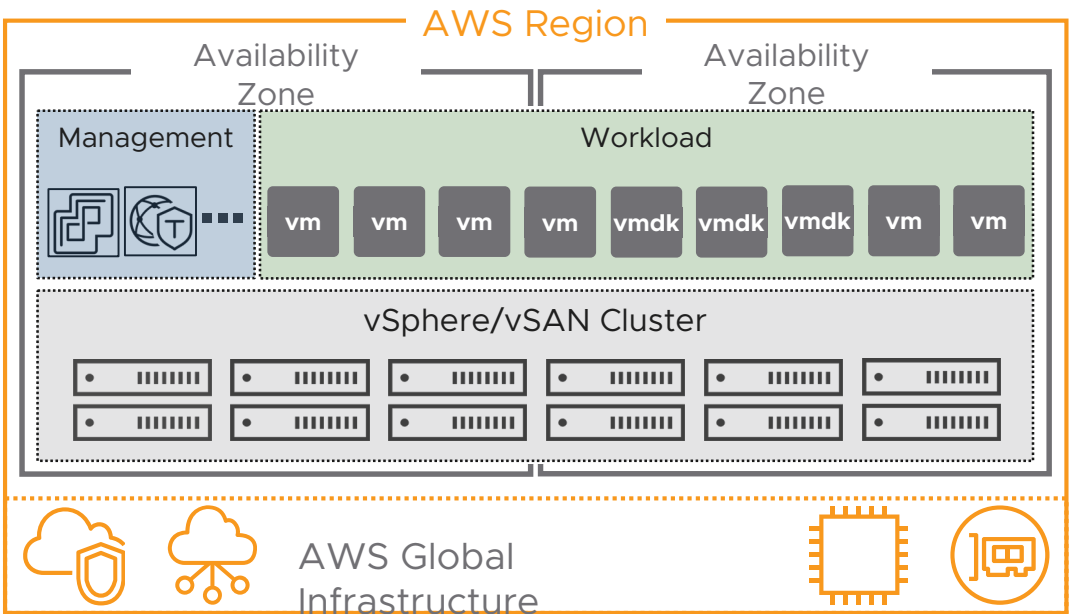 AWS Region
Availability
Zone
Availability
Zone
Management
Workload
vm
vm
vm
vm
vmdk
vmdk
vmdk
vm
vm
T
vSphere/vSAN Cluster
AWS Global
Infrastructure